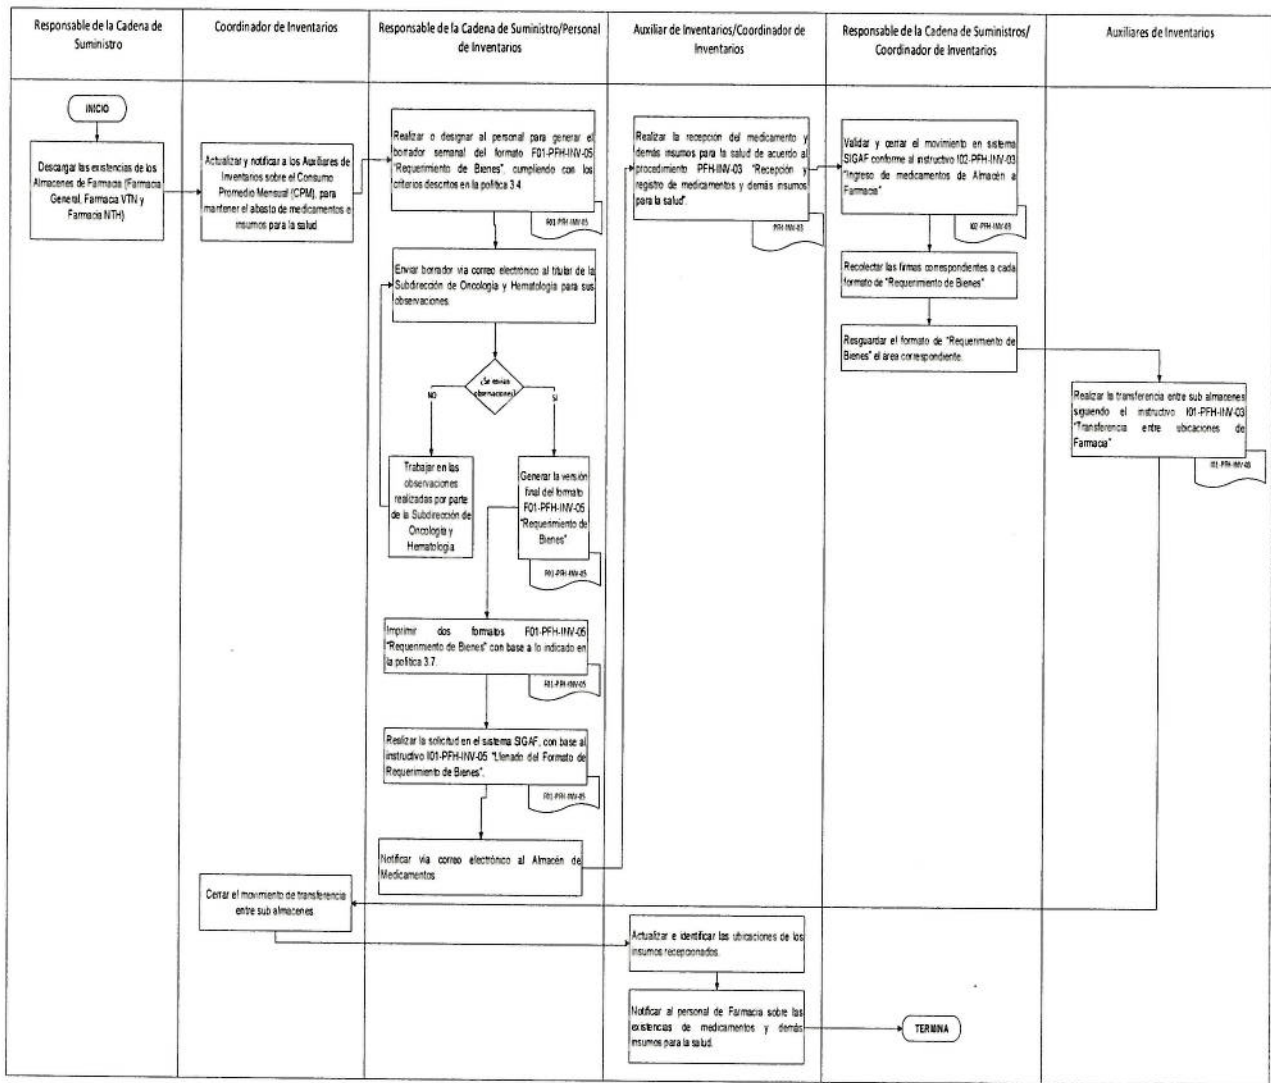 Responsable de la Cadena de
Suministro
Coordinador de Inventarios
Responsable de la Cadena de Suministro/Personal
de Inventarios
Auxiliar de Inventarios/Coordinador de
Inventarios
Responsable de la Cadena de Suministros/
Coordinador de Inventarios
Auxiliares de Inventarios
INICIO
Descargar las existencias de los
Almacenes de Farmacia (Farmacia
General, Farmacia VTN y
Farmacia NTH)
Actualizar y notificar a los Auxiliares de
Inventarios sobre el Consumo
Promedio Mensual (CPM), para
mantener el abasto de medicamentos e
insumos para la salud
Realizar o designar al personal para generar el
borrador semanal del formato F01-PFH-INV-05
"Requerimiento de Bienes", cumpliendo con los
criterios descritos en la política 3.4.
F01-PFH-INV-05
Enviar borrador via correo electrónico al titular de la
Subdirección de Oncología y Hematología para sus
observaciones.
¿Se envían
observaciones?
NO
SI
Trabajar en las
observaciones
realizadas por parte
de la Subdirección de
Oncología y
Hematología
Generar la versión
final del formato
F01-PFH-INV-05
"Requerimiento de
Bienes"
F01-PFH-INV-05
Imprimir dos formatos F01-PFH-INV-05
"Requerimiento de Bienes" con base a lo indicado en
la política 3.7.
F01-PFH-INV-05
Realizar la solicitud en el sistema SIGAF, con base al
instructivo I01-PFH-INV-05 "Llenado del Formato de
Requerimiento de Bienes".
F01-PFH-INV-05
Notificar vía correo electrónico al Almacén de
Medicamentos
Realizar la recepción del medicamento y
demás insumos para la salud de acuerdo al
procedimiento PFH-INV-03 "Recepción y
registro de medicamentos y demás insumos
para la salud".
PFH-INV-03
Validar y cerrar el movimiento en sistema
SIGAF conforme al instructivo I02-PFH-INV-03
"Ingreso de medicamentos de Almacén a
Farmacia"
I02-PFH-INV-03
Recolectar las firmas correspondientes a cada
formato de "Requerimiento de Bienes"
Resguardar el formato de "Requerimiento de
Bienes" el área correspondiente.
Realizar la transferencia entre sub almacenes
siguiendo el instructivo I01-PFH-INV-03
"Transferencia entre ubicaciones de
Farmacia"
Cerrar el movimiento de transferencia
entre sub almacenes
Actualizar e identificar las ubicaciones de los
insumos recepcionados.
Notificar al personal de Farmacia sobre las
existencias de medicamentos y demás
insumos para la salud.
TERMINA